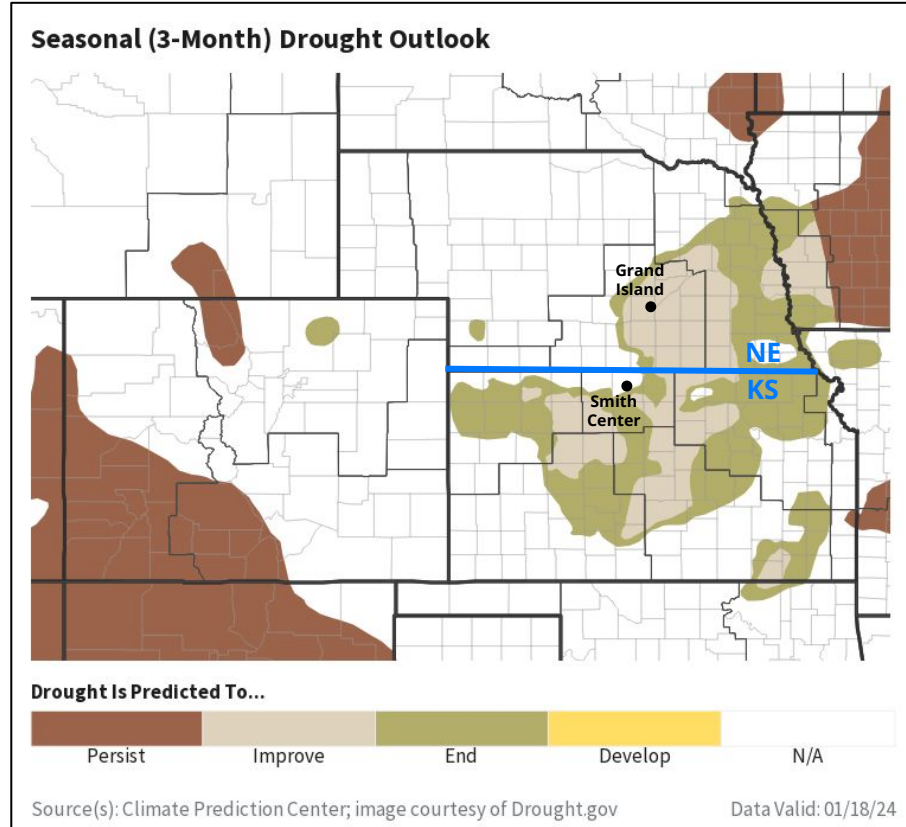 Seasonal (3-Month) Drought Outlook
Grand
Island
NE
KS
Smith
Center
Drought Is Predicted To...
Persist Improve End Develop N/A
Source(s): Climate Prediction Center; image courtesy of Drought.gov Data Valid: 01/18/24